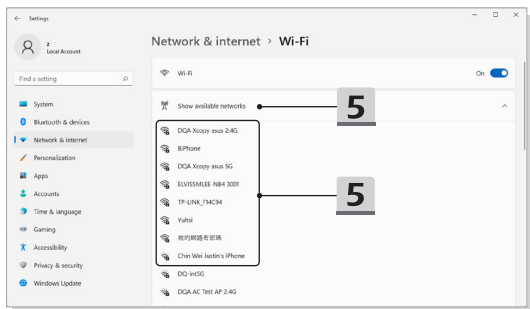 Settings
z
Local Account
Find a setting
System
Bluetooth & devices
Network & internet
Personalization
Apps
Accounts
Time & language
Gaming
Accessibility
Privacy & security
Windows Update
Network & internet > Wi-Fi
Wi-Fi
On
Show available networks
5
DQA Xcopy asus 2.4G
BiPhone
DQA Xcopy asus 5G
ELVISSMLEE-NB4 3001
TP-LINK_F14C94
5
Yuhsi
我的網路有密碼
Chin Wei Justin's iPhone
DQ-int5G
DQA AC Test AP 2.4G